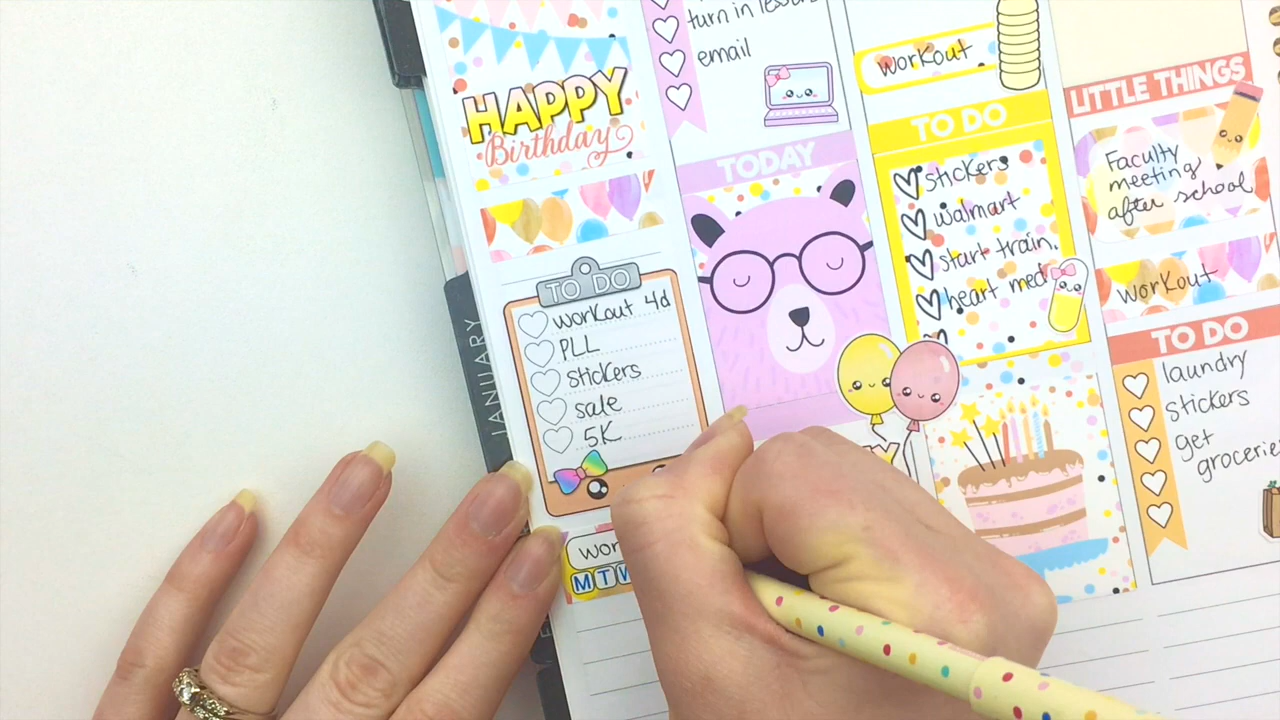 HAPPY
Birthday
TO DO
workout 4d
PLL
stickers
sale
5K
M T W
JANUARY
turn in lesson
email
TODAY
workout
TO DO
stickers
walmart
start train.
heart med
LITTLE THINGS
Faculty
meeting
after school
workout
TO DO
laundry
stickers
get
groceries